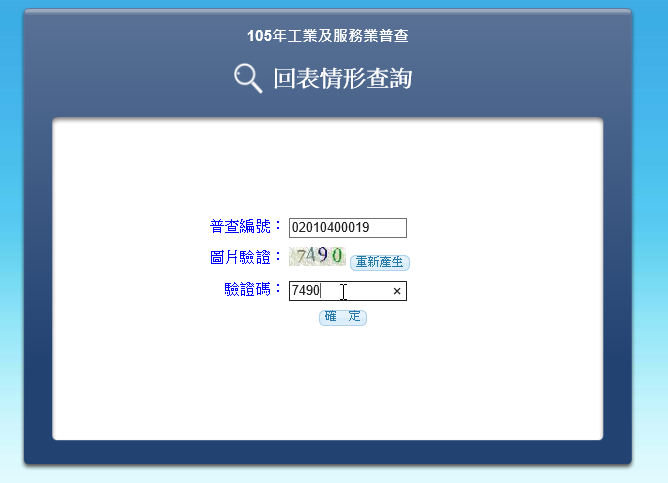 105年工業及服務業普查
回表情形查詢
普查編號： 02010400019
圖片驗證： 7490 重新產生
驗證碼： 7490 ×
確 定